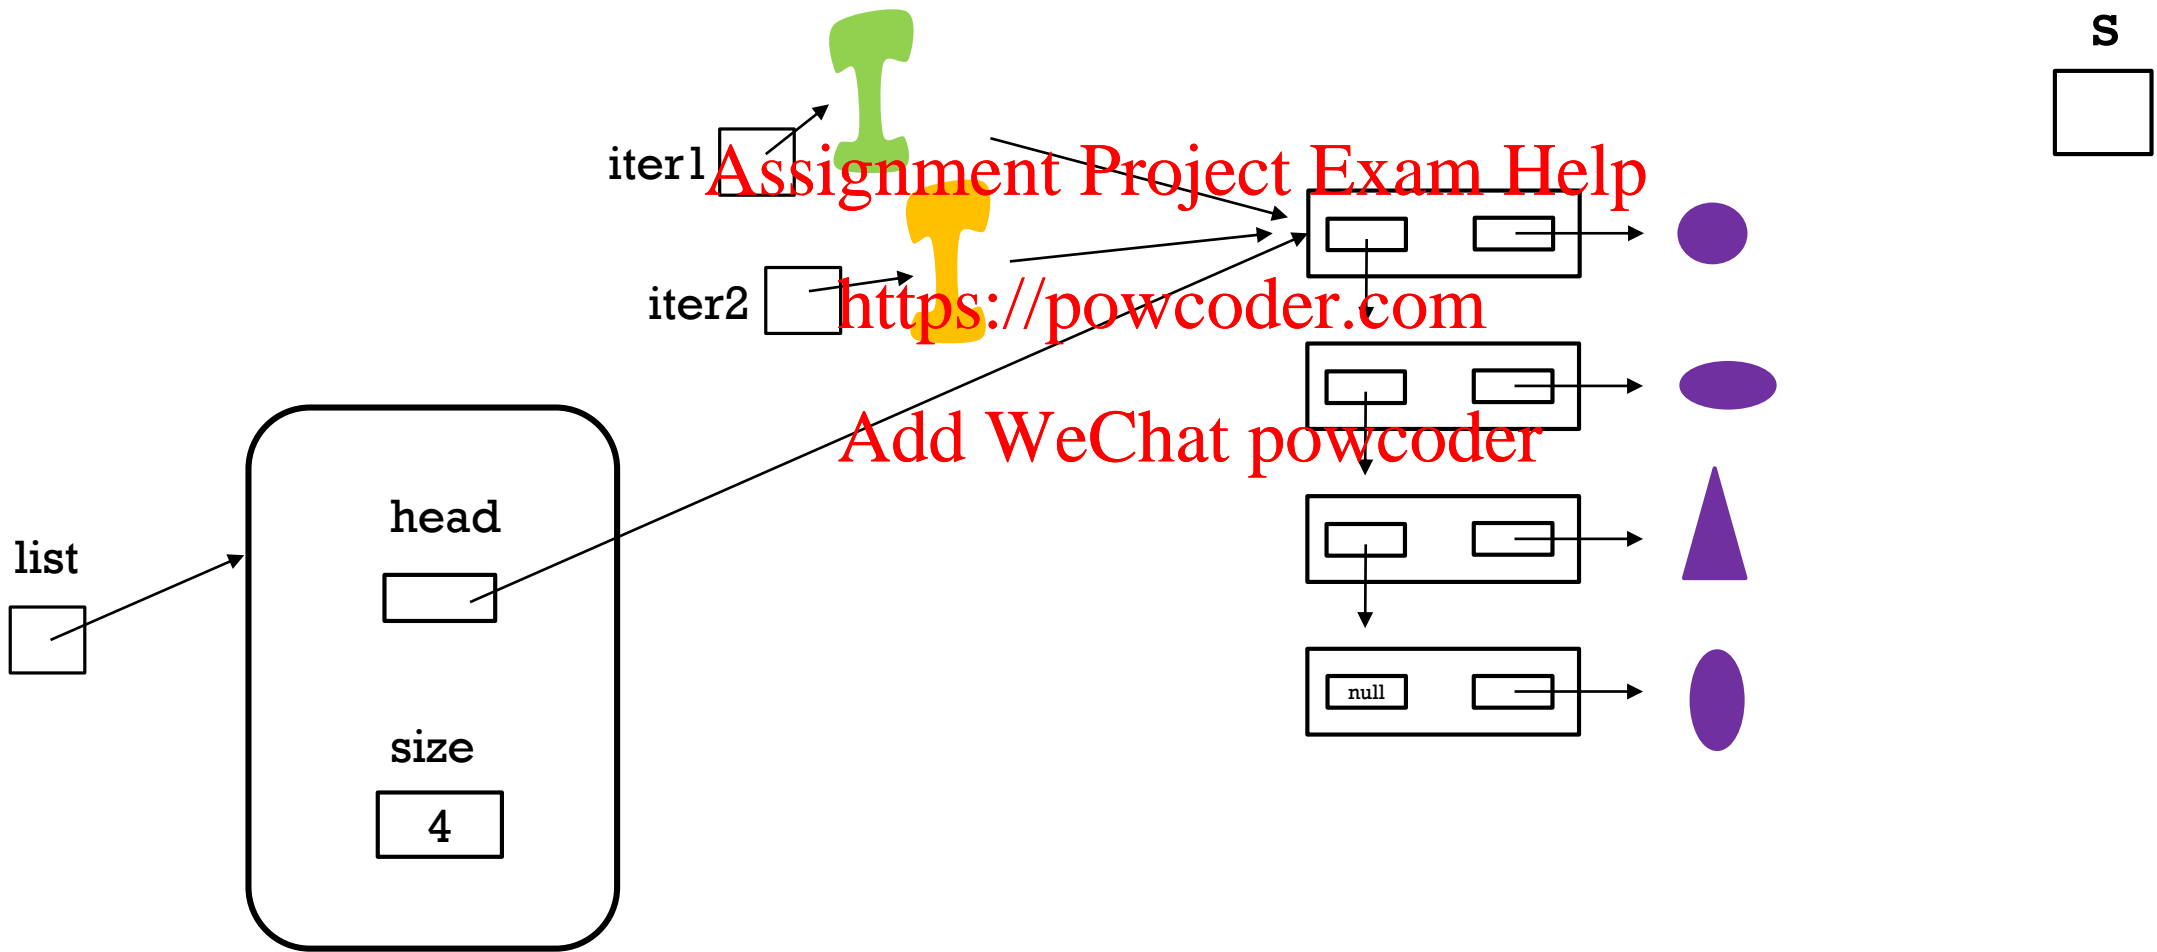 S
iter1
Assignment Project Exam Help
iter2
https://powcoder.com
Add WeChat powcoder
head
list
null
size
4